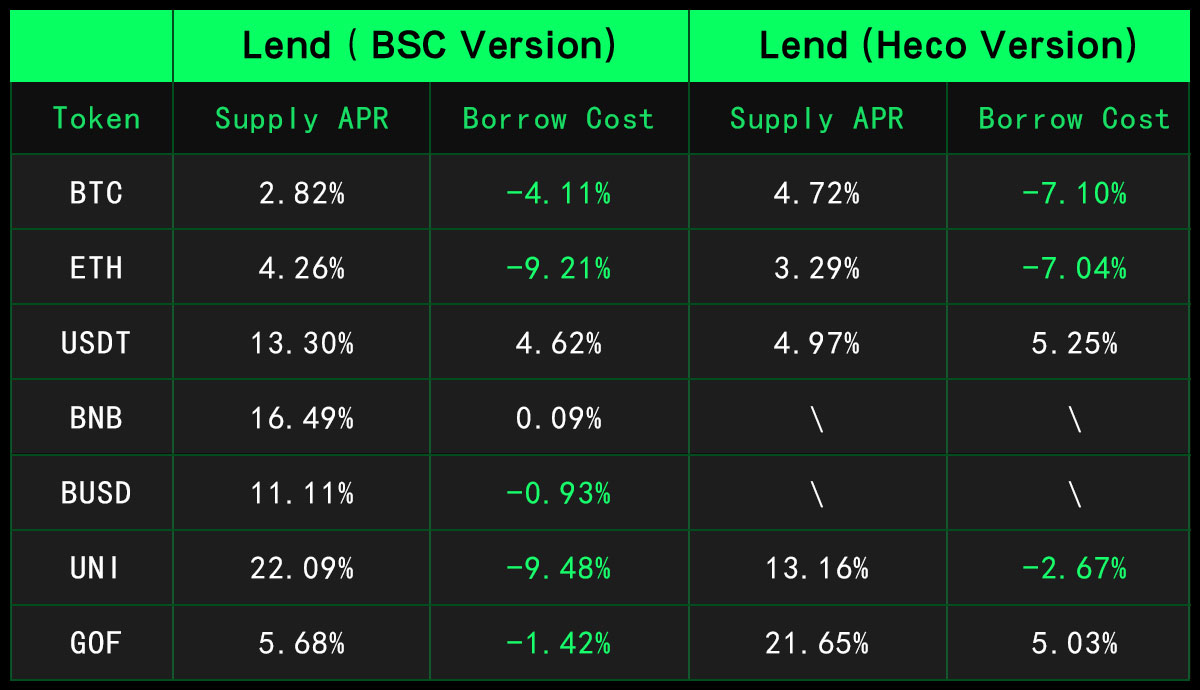 Lend ( BSC Version) Lend (Heco Version)
Token Supply APR Borrow Cost Supply APR Borrow Cost
BTC 2.82% -4.11% 4.72% -7.10%
ETH 4.26% -9.21% 3.29% -7.04%
USDT 13.30% 4.62% 4.97% 5.25%
BNB 16.49% 0.09% \ \
BUSD 11.11% -0.93% \ \
UNI 22.09% -9.48% 13.16% -2.67%
GOF 5.68% -1.42% 21.65% 5.03%